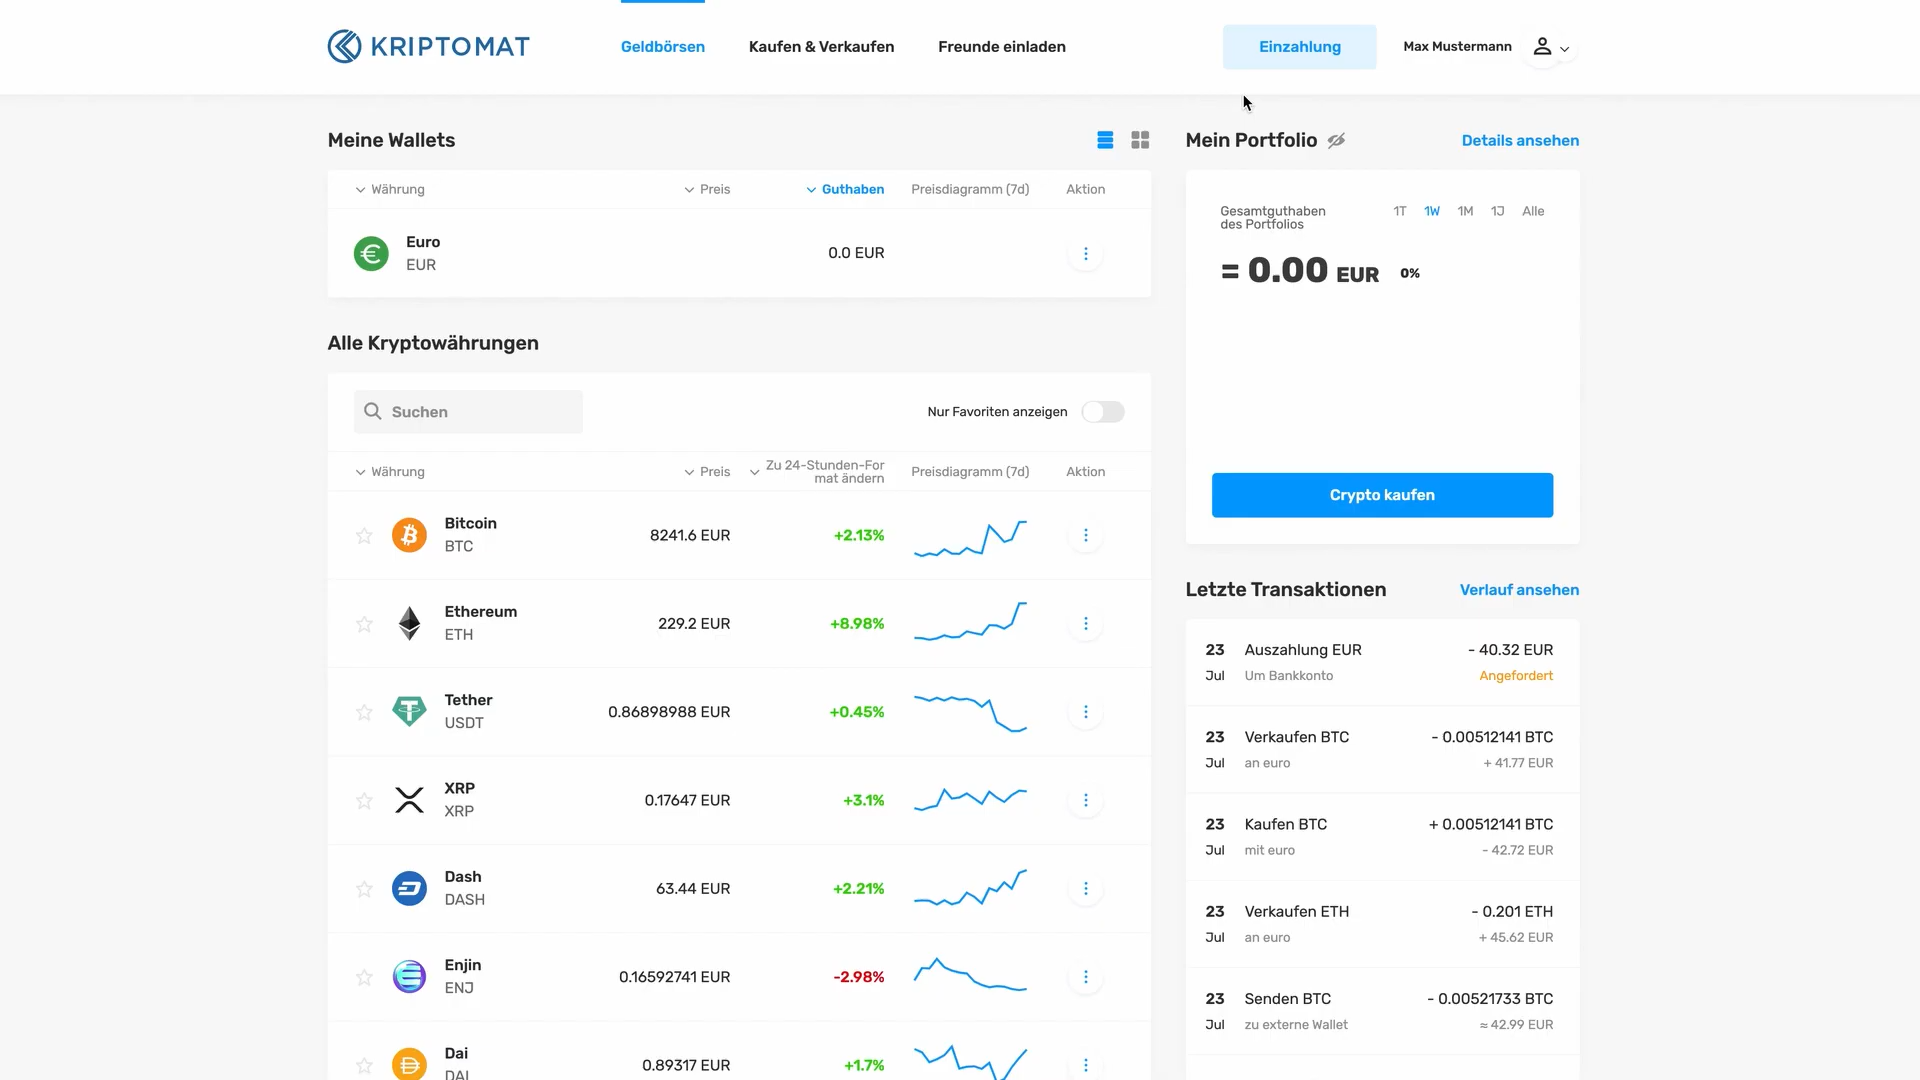 KRIPTOMAT
Geldbörsen
Kaufen & Verkaufen
Freunde einladen
Einzahlung
Max Mustermann
Meine Wallets
Währung
Preis
Guthaben
Preisdiagramm (7d)
Aktion
Euro
EUR
0.0 EUR
Alle Kryptowährungen
Suchen
Nur Favoriten anzeigen
Währung
Preis
Zu 24-Stunden-For
mat ändern
Preisdiagramm (7d)
Aktion
Bitcoin
BTC
8241.6 EUR
+2.13%
Ethereum
ETH
229.2 EUR
+8.98%
Tether
USDT
0.86898988 EUR
+0.45%
XRP
XRP
0.17647 EUR
+3.1%
Dash
DASH
63.44 EUR
+2.21%
Enjin
ENJ
0.16592741 EUR
-2.98%
Dai
DAI
0.89317 EUR
+1.7%
Mein Portfolio
Details ansehen
Gesamtguthaben
des Portfolios
1T
1W
1M
1J
Alle
= 0.00 EUR
0%
Crypto kaufen
Letzte Transaktionen
Verlauf ansehen
23 Auszahlung EUR - 40.32 EUR
Jul Um Bankkonto Angefordert
23 Verkaufen BTC - 0.00512141 BTC
Jul an euro + 41.77 EUR
23 Kaufen BTC + 0.00512141 BTC
Jul mit euro - 42.72 EUR
23 Verkaufen ETH - 0.201 ETH
Jul an euro + 45.62 EUR
23 Senden BTC - 0.00521733 BTC
Jul zu externe Wallet ≈ 42.99 EUR